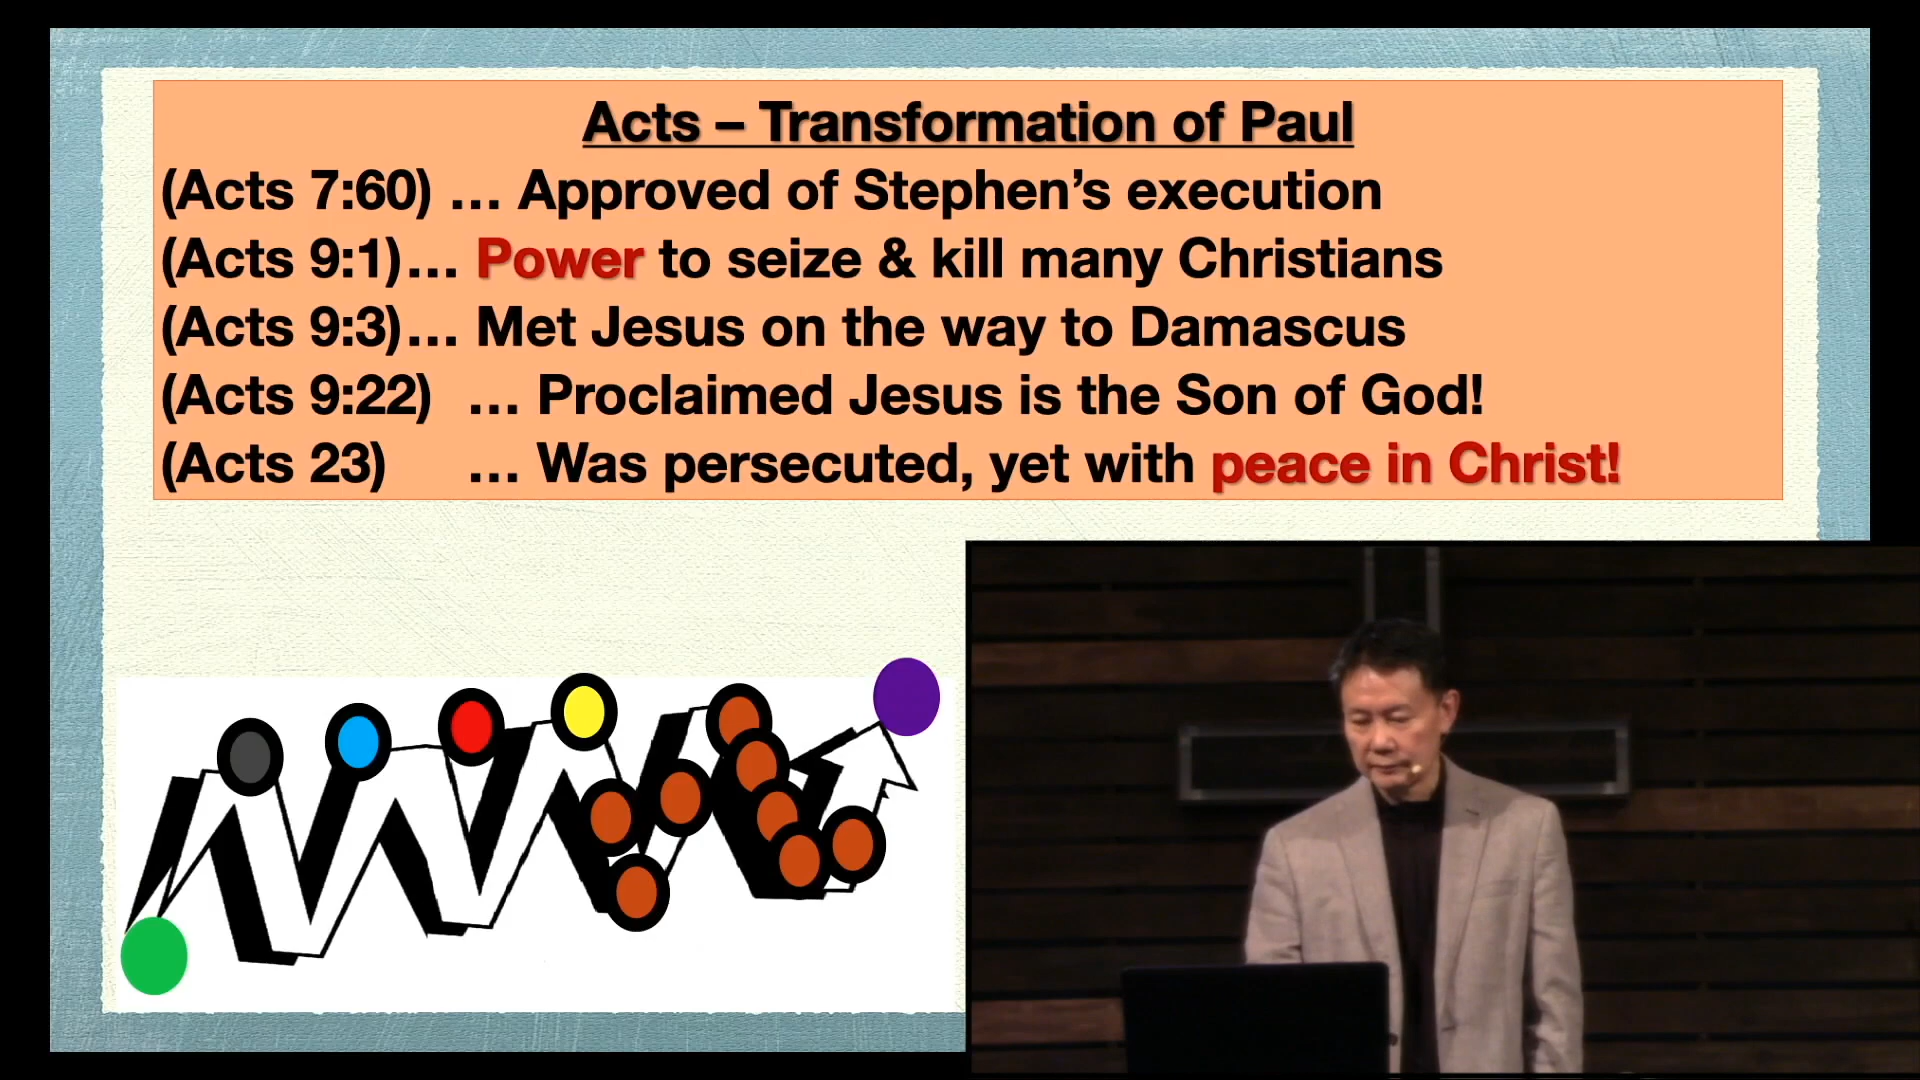 Acts – Transformation of Paul
(Acts 7:60) … Approved of Stephen’s execution
(Acts 9:1)… Power to seize & kill many Christians
(Acts 9:3)… Met Jesus on the way to Damascus
(Acts 9:22) … Proclaimed Jesus is the Son of God!
(Acts 23) … Was persecuted, yet with peace in Christ!